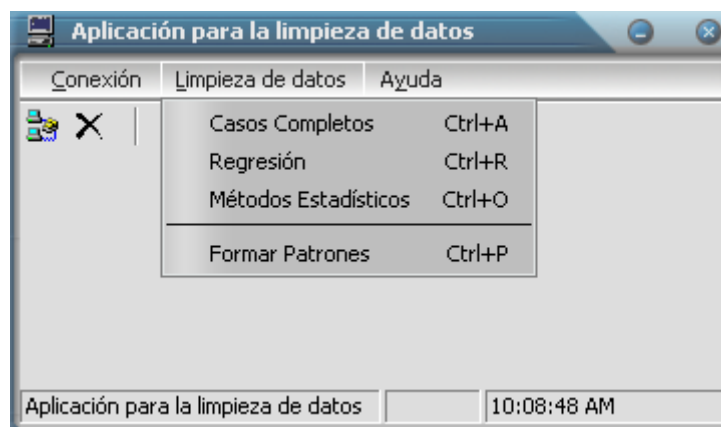 Aplicación para la limpieza de datos
Conexión Limpieza de datos Ayuda
Casos Completos Ctrl+A
Regresión Ctrl+R
Métodos Estadísticos Ctrl+O
Formar Patrones Ctrl+P
Aplicación para la limpieza de datos 10:08:48 AM